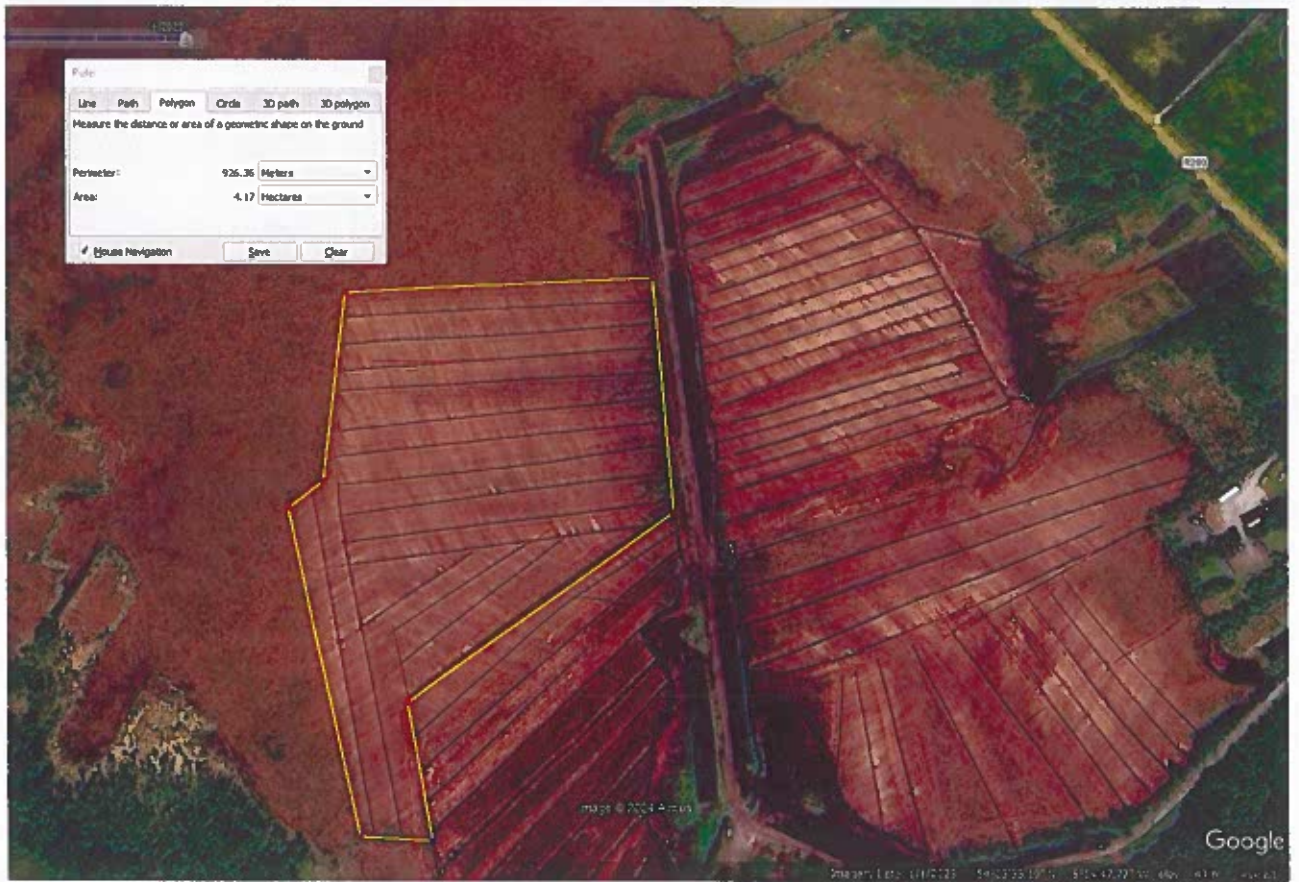 Ruler
Line Path Polygon Circle 3D path 3D polygon
Measure the distance or area of a geometric shape on the ground
Perimeter: 926.36 Meters
Area: 4.17 Hectares
Mouse Navigation Save Clear
Image © 2024 Airbus
Google